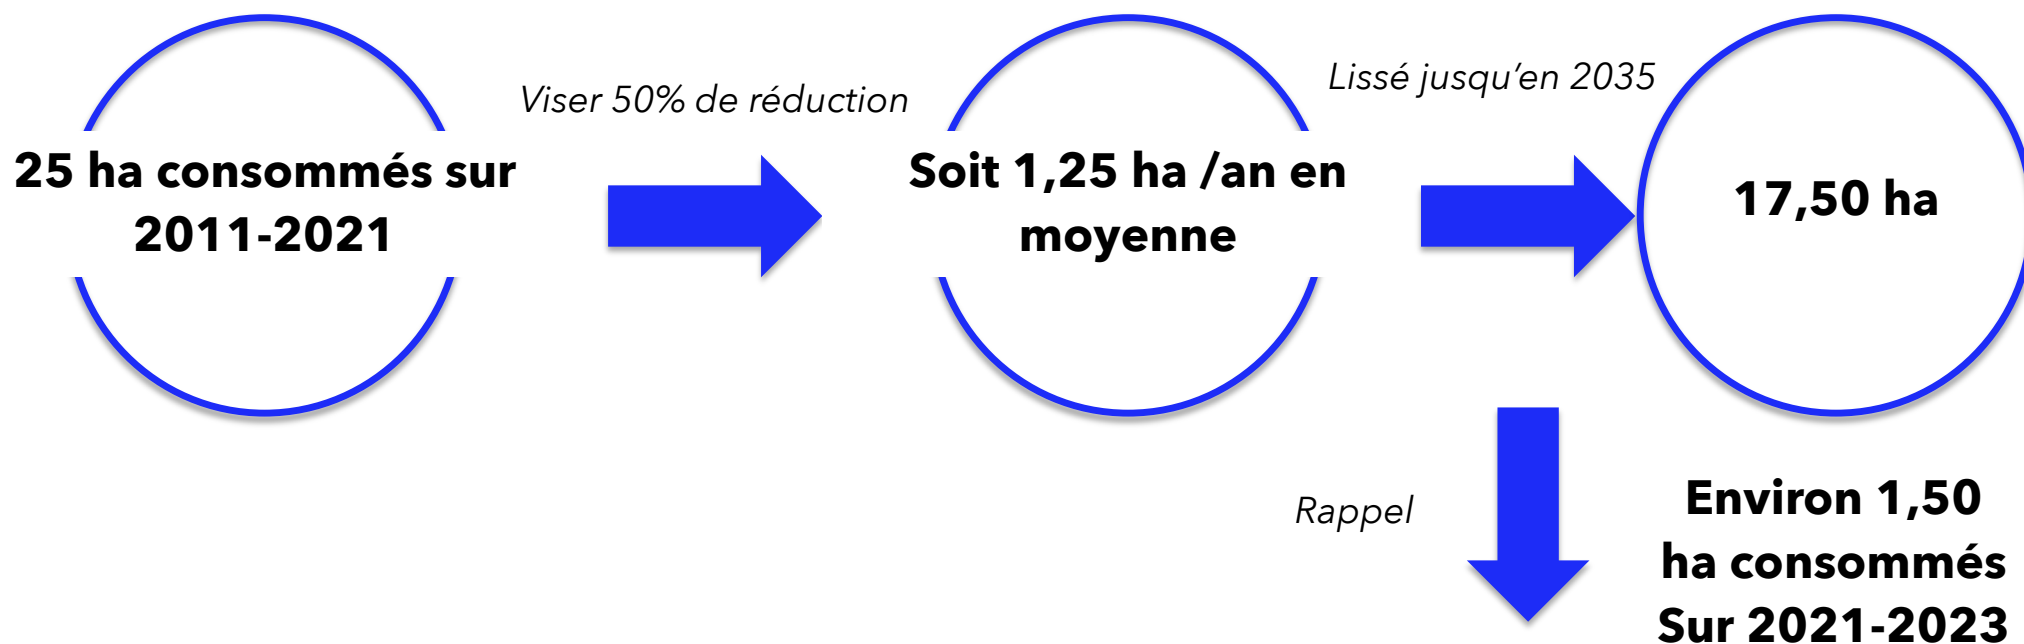 25 ha consommés sur
2011-2021
Viser 50% de réduction
Soit 1,25 ha /an en
moyenne
Lissé jusqu’en 2035
17,50 ha
Rappel
Environ 1,50
ha consommés
Sur 2021-2023